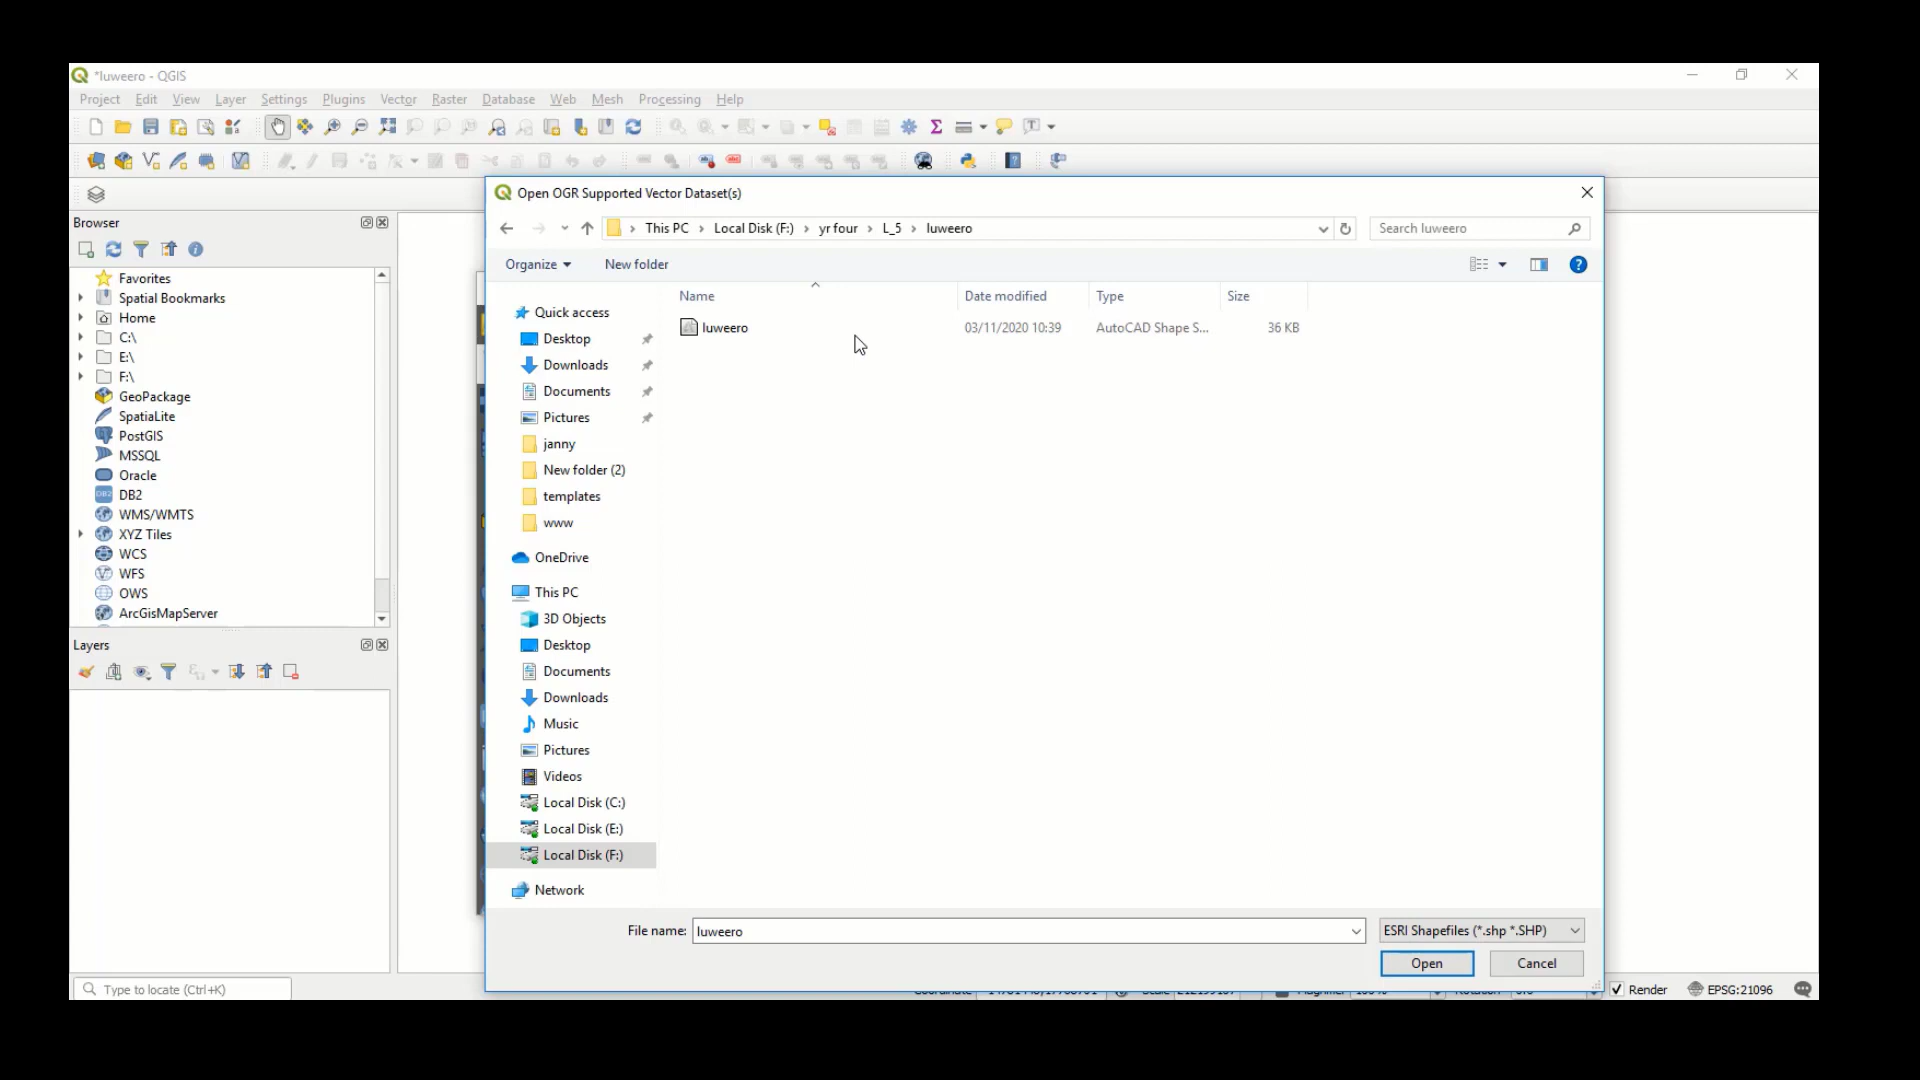 *luweero - QGIS
Project Edit View Layer Settings Plugins Vector Raster Database Web Mesh Processing Help
Open OGR Supported Vector Dataset(s)
This PC > Local Disk (F:) > yr four > L_5 > luweero
Search luweero
Organize
New folder
Name
Date modified
Type
Size
luweero
03/11/2020 10:39
AutoCAD Shape S...
36 KB
Quick access
Desktop
Downloads
Documents
Pictures
janny
New folder (2)
templates
www
OneDrive
This PC
3D Objects
Desktop
Documents
Downloads
Music
Pictures
Videos
Local Disk (C:)
Local Disk (E:)
Local Disk (F:)
Network
File name: luweero
ESRI Shapefiles (*.shp *.SHP)
Open
Cancel
Browser
Favorites
Spatial Bookmarks
Home
C:\
E:\
F:\
GeoPackage
SpatiaLite
PostGIS
MSSQL
Oracle
DB2
WMS/WMTS
XYZ Tiles
WCS
WFS
OWS
ArcGisMapServer
Layers
Type to locate (Ctrl+K)
Render
EPSG:21096